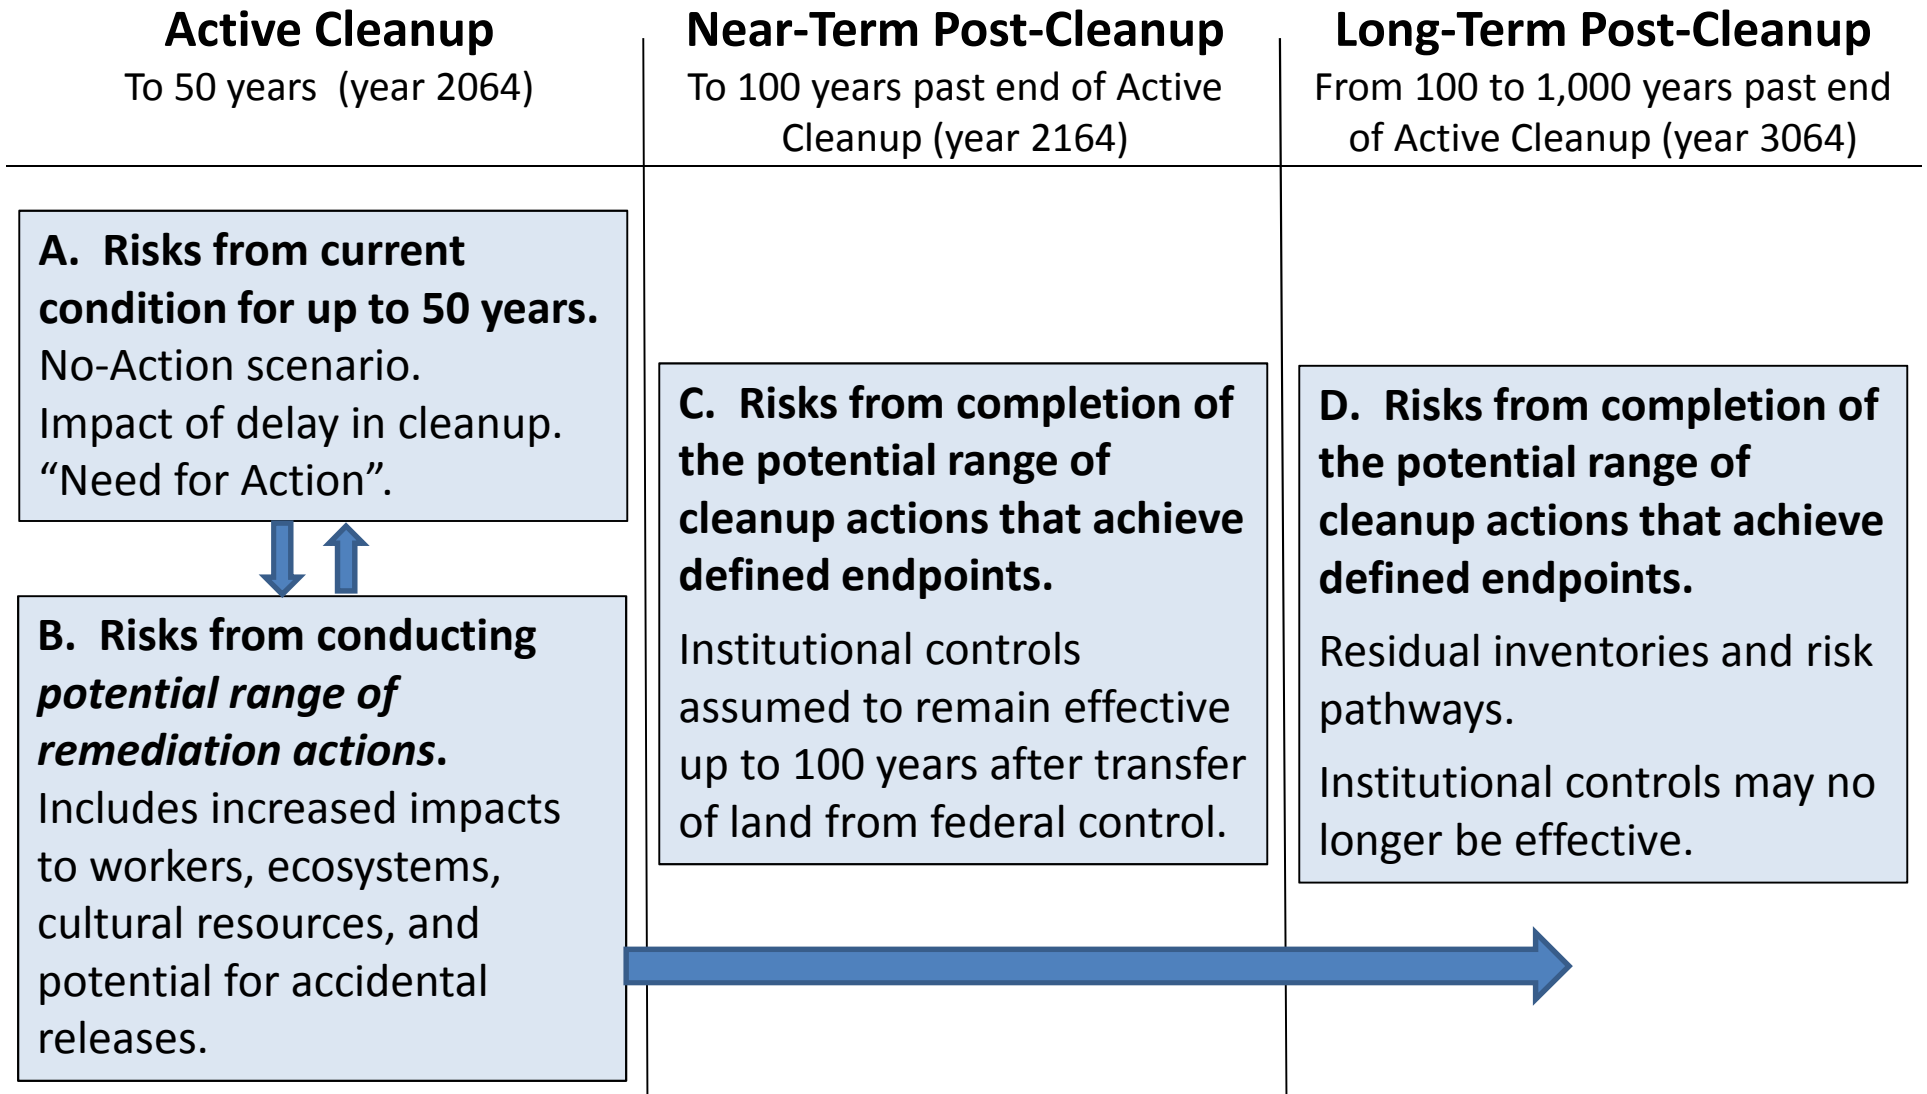 Active Cleanup
To 50 years  (year 2064)
Near-Term Post-Cleanup
To 100 years past end of Active
Cleanup (year 2164)
Long-Term Post-Cleanup
From 100 to 1,000 years past end
of Active Cleanup (year 3064)
A.  Risks from current
condition for up to 50 years.
No-Action scenario.
Impact of delay in cleanup.
“Need for Action”.
B.  Risks from conducting
potential range of
remediation actions.
Includes increased impacts
to workers, ecosystems,
cultural resources, and
potential for accidental
releases.
C.  Risks from completion of
the potential range of
cleanup actions that achieve
defined endpoints.
Institutional controls
assumed to remain effective
up to 100 years after transfer
of land from federal control.
D.  Risks from completion of
the potential range of
cleanup actions that achieve
defined endpoints.
Residual inventories and risk
pathways.
Institutional controls may no
longer be effective.